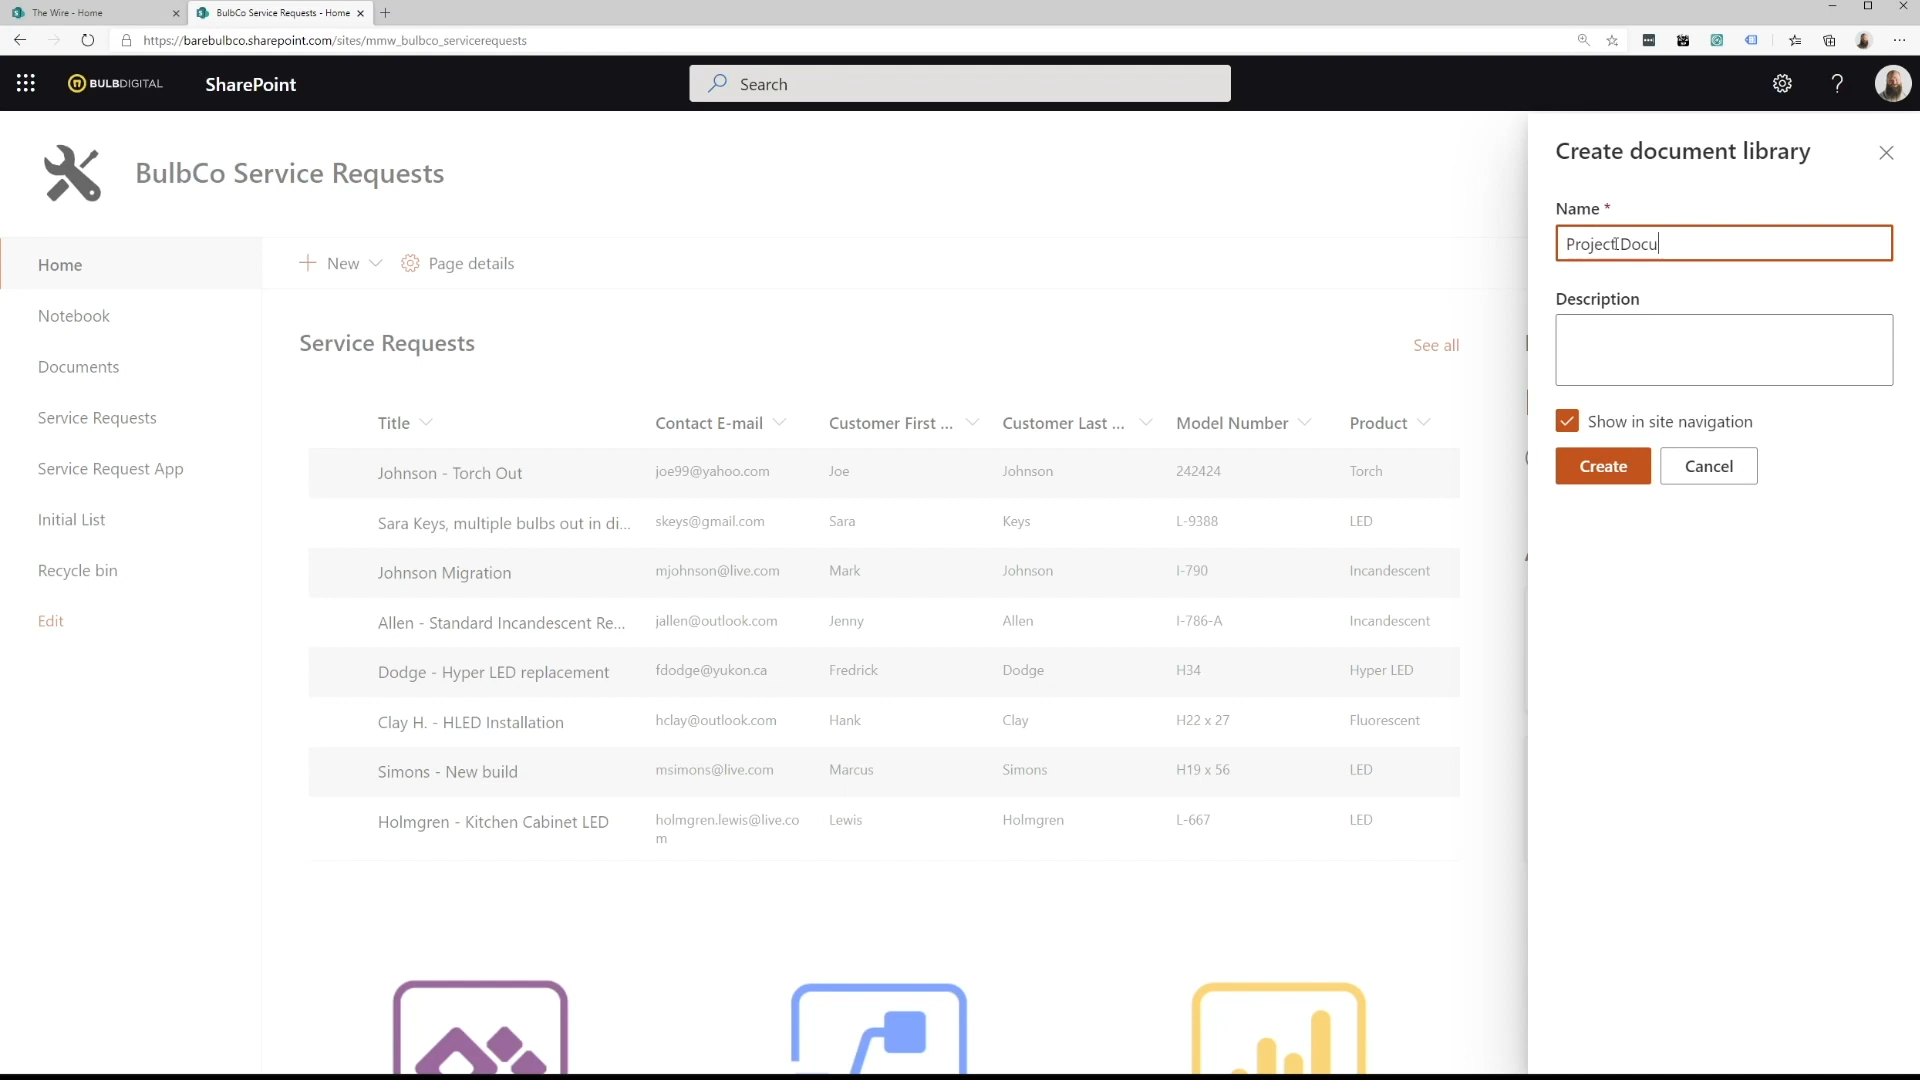 The Wire - Home
BulbCo Service Requests - Home
https://barebulbco.sharepoint.com/sites/mmw_bulbco_servicerequests
BULBDIGITAL
SharePoint
Search
BulbCo Service Requests
Home
Notebook
Documents
Service Requests
Service Request App
Initial List
Recycle bin
Edit
New
Page details
Service Requests
See all
Title Contact E-mail Customer First ... Customer Last ... Model Number Product
Johnson - Torch Out joe99@yahoo.com Joe Johnson 242424 Torch
Sara Keys, multiple bulbs out in di... skeys@gmail.com Sara Keys L-9388 LED
Johnson Migration mjohnson@live.com Mark Johnson I-790 Incandescent
Allen - Standard Incandescent Re... jallen@outlook.com Jenny Allen I-786-A Incandescent
Dodge - Hyper LED replacement fdodge@yukon.ca Fredrick Dodge H34 Hyper LED
Clay H. - HLED Installation hclay@outlook.com Hank Clay H22 x 27 Fluorescent
Simons - New build msimons@live.com Marcus Simons H19 x 56 LED
Holmgren - Kitchen Cabinet LED holmgren.lewis@live.co Lewis Holmgren L-667 LED
m
Create document library
Name *
Project Docu
Description
Show in site navigation
Create
Cancel